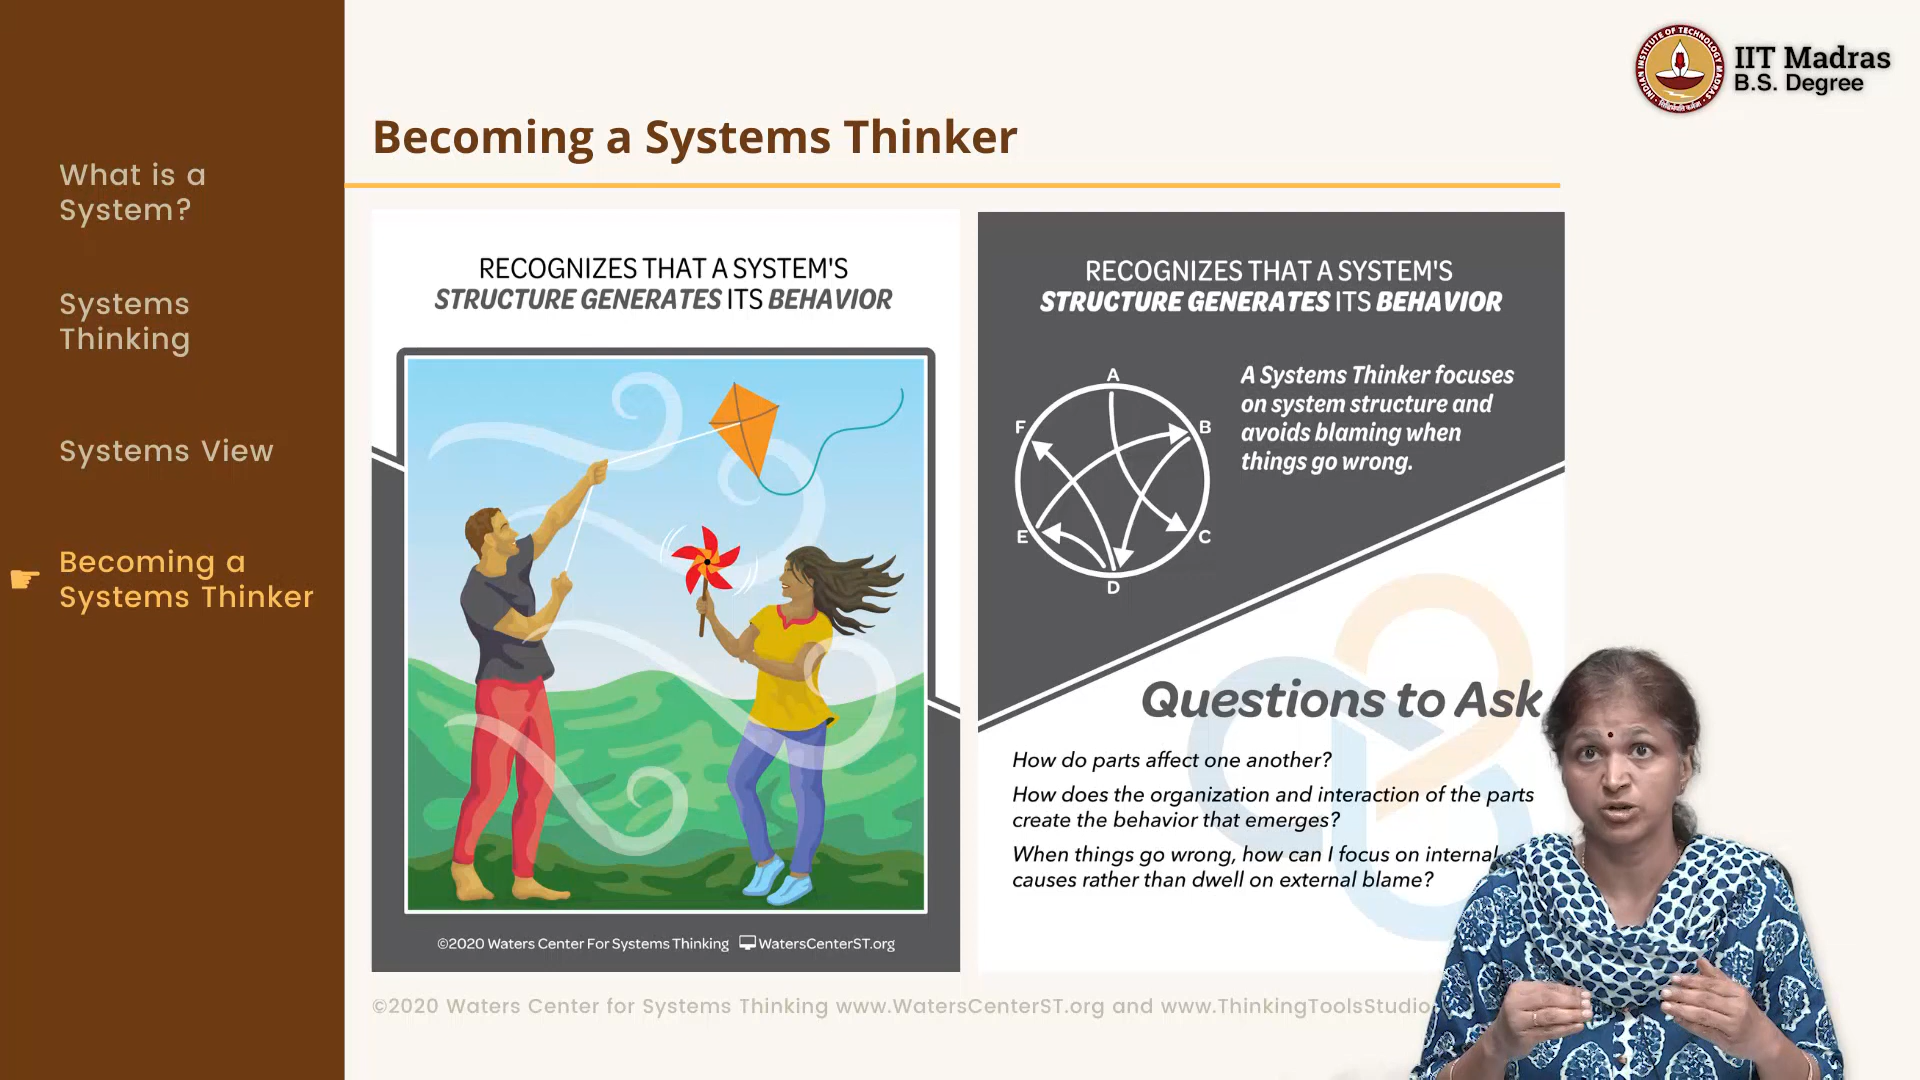 IIT Madras
B.S. Degree
Becoming a Systems Thinker
What is a
System?
Systems
Thinking
Systems View
☛ Becoming a
Systems Thinker
RECOGNIZES THAT A SYSTEM'S
STRUCTURE GENERATES ITS BEHAVIOR
©2020 Waters Center For Systems Thinking WatersCenterST.org
RECOGNIZES THAT A SYSTEM'S
STRUCTURE GENERATES ITS BEHAVIOR
A
B
C
D
E
F
A Systems Thinker focuses
on system structure and
avoids blaming when
things go wrong.
Questions to Ask
How do parts affect one another?
How does the organization and interaction of the parts
create the behavior that emerges?
When things go wrong, how can I focus on internal
causes rather than dwell on external blame?
©2020 Waters Center for Systems Thinking www.WatersCenterST.org and www.ThinkingToolsStudio
INDIAN INSTITUTE OF TECHNOLOGY MADRAS